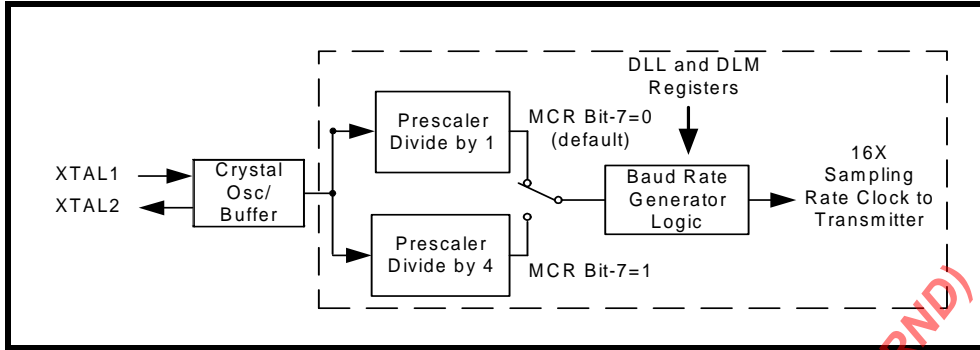 DLL and DLM
Registers
Prescaler
Divide by 1
MCR Bit-7=0
(default)
16X
Sampling
Rate Clock to
Transmitter
XTAL1
XTAL2
Crystal
Osc/
Buffer
Baud Rate
Generator
Logic
Prescaler
Divide by 4
MCR Bit-7=1
RND)